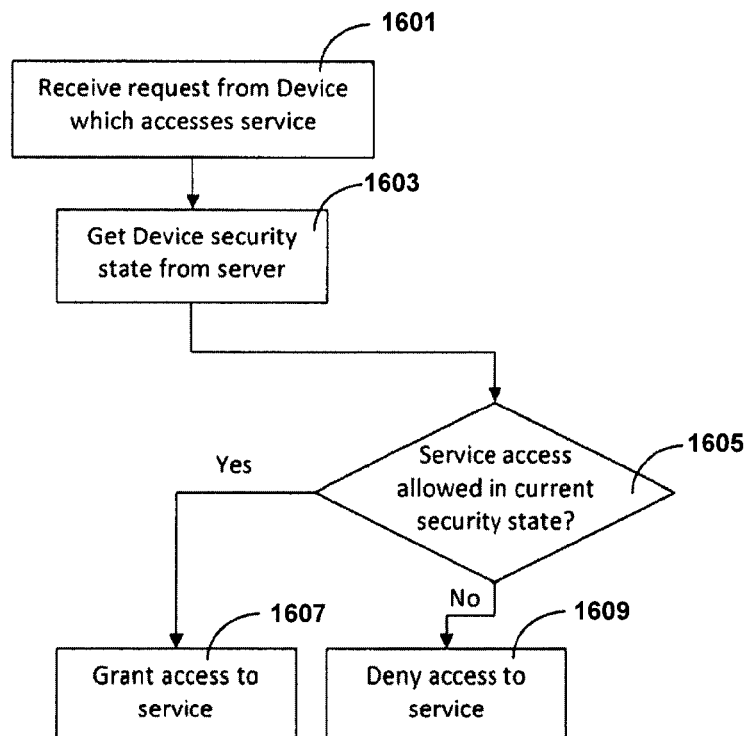 1601
Receive request from Device
which accesses service
1603
Get Device security
state from server
1605
Service access
allowed in current
security state?
Yes
No
1607
1609
Grant access to
service
Deny access to
service